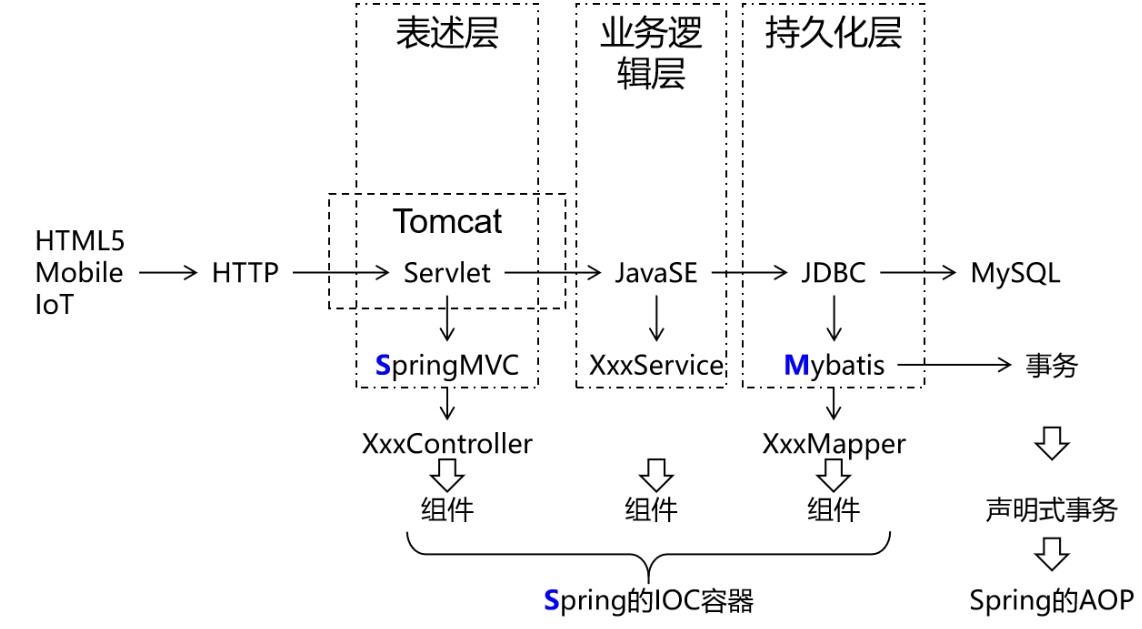 表述层
业务逻
辑层
持久化层
Tomcat
HTML5
Mobile
IoT
HTTP
Servlet
JavaSE
JDBC
MySQL
SpringMVC
XxxService
Mybatis
事务
XxxController
XxxMapper
组件
组件
组件
声明式事务
Spring的IOC容器
Spring的AOP